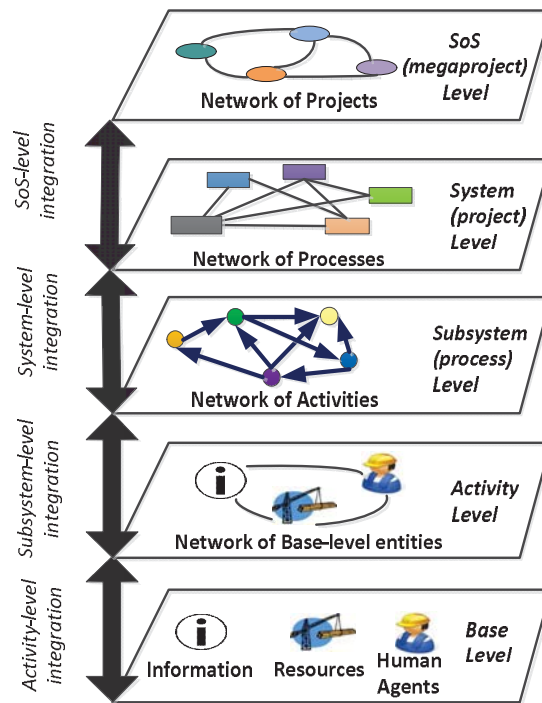 SoS
(megaproject)
Level
Network of Projects
SoS-level
integration
System
(project)
Level
Network of Processes
System-level
integration
Subsystem
(process)
Level
Network of Activities
Subsystem-level
integration
i
Activity
Level
Network of Base-level entities
Activity-level
integration
i
Base
Level
Information
Resources
Human
Agents